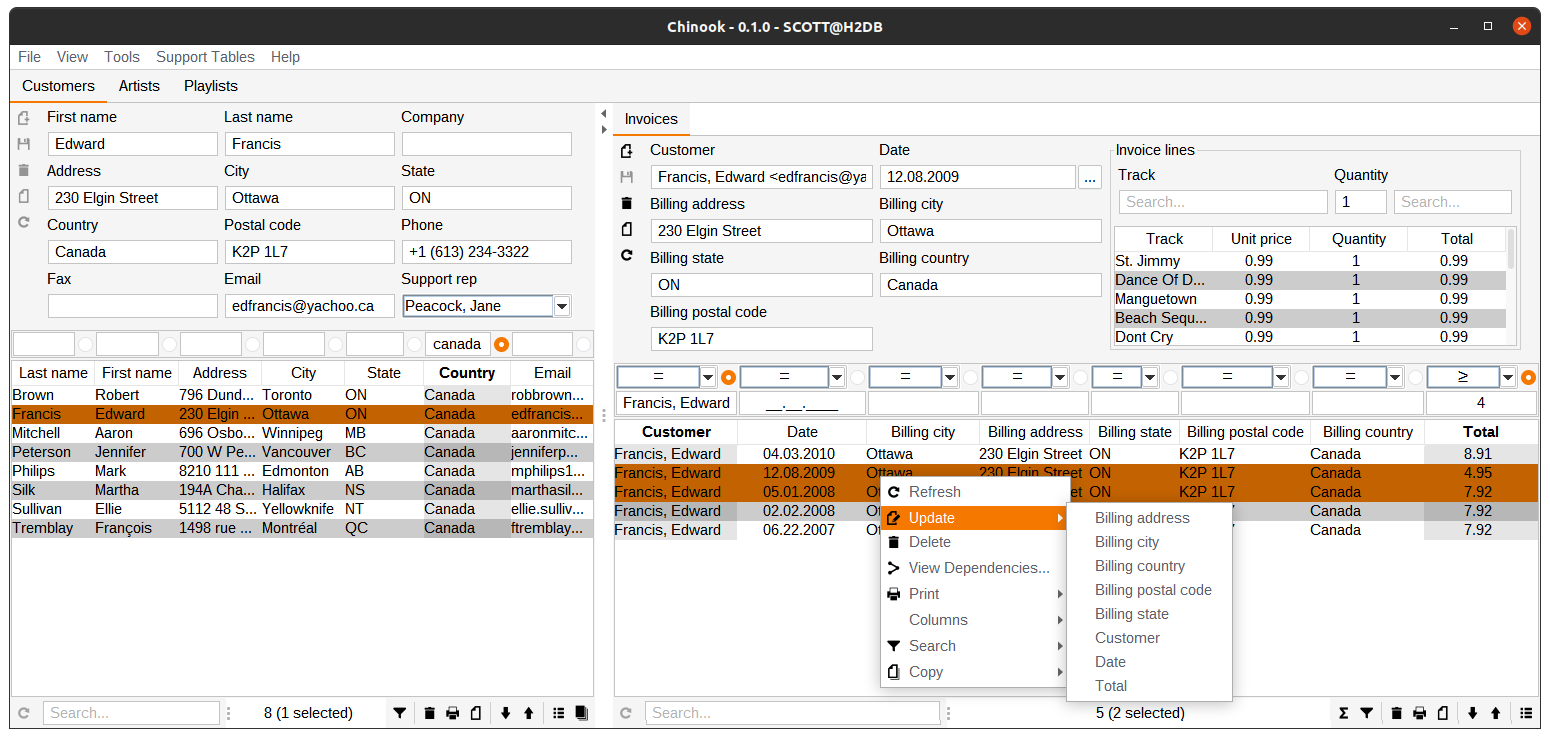 Chinook - 0.1.0 - SCOTT@H2DB
File View Tools Support Tables Help
Customers Artists Playlists
First name Last name Company
Edward Francis
Address City State
230 Elgin Street Ottawa ON
Country Postal code Phone
Canada K2P 1L7 +1 (613) 234-3322
Fax Email Support rep
edfrancis@yachoo.ca Peacock, Jane
canada
Last name First name Address City State Country Email
Brown Robert 796 Dund... Toronto ON Canada robbrown...
Francis Edward 230 Elgin ... Ottawa ON Canada edfrancis...
Mitchell Aaron 696 Osbo... Winnipeg MB Canada aaronmitc...
Peterson Jennifer 700 W Pe... Vancouver BC Canada jenniferp...
Philips Mark 8210 111 ... Edmonton AB Canada mphilips1...
Silk Martha 194A Cha... Halifax NS Canada marthasil...
Sullivan Ellie 5112 48 S... Yellowknife NT Canada ellie.sulliv...
Tremblay François 1498 rue ... Montréal QC Canada ftremblay...
Search... 8 (1 selected)
Invoices
Customer Date
Francis, Edward <edfrancis@ya 12.08.2009 ...
Billing address Billing city
230 Elgin Street Ottawa
Billing state Billing country
ON Canada
Billing postal code
K2P 1L7
Invoice lines
Track Quantity
Search... 1 Search...
Track Unit price Quantity Total
St. Jimmy 0.99 1 0.99
Dance Of D... 0.99 1 0.99
Manguetown 0.99 1 0.99
Beach Sequ... 0.99 1 0.99
Dont Cry 0.99 1 0.99
= = = = = = = ≥
Francis, Edward __.__.____ 4
Customer Date Billing city Billing address Billing state Billing postal code Billing country Total
Francis, Edward 04.03.2010 Ottawa 230 Elgin Street ON K2P 1L7 Canada 8.91
Francis, Edward 12.08.2009 Ottawa 230 Elgin Street ON K2P 1L7 Canada 4.95
Francis, Edward 05.01.2008 ON K2P 1L7 Canada 7.92
Francis, Edward 02.02.2008 Canada 7.92
Francis, Edward 06.22.2007 Canada 7.92
Refresh
Update
Delete
View Dependencies...
Print
Columns
Search
Copy
Billing address
Billing city
Billing country
Billing postal code
Billing state
Customer
Date
Total
Search... 5 (2 selected)